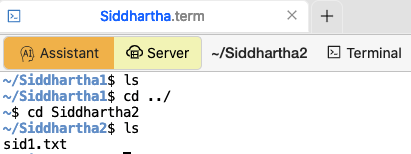 Siddhartha.term
Assistant Server ~/Siddhartha2 Terminal
~/Siddhartha1$ ls
~/Siddhartha1$ cd ../
~$ cd Siddhartha2
~/Siddhartha2$ ls
sid1.txt